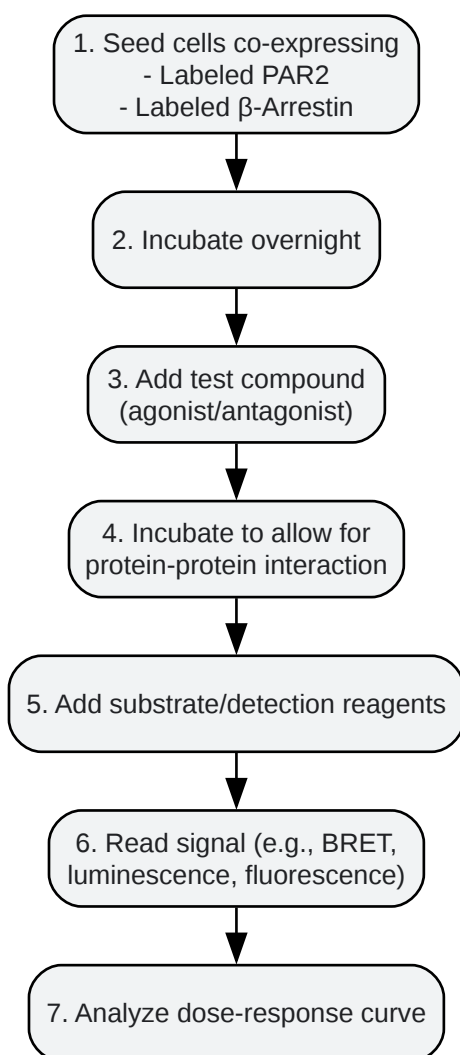 1. Seed cells co-expressing
- Labeled PAR2
- Labeled β-Arrestin
2. Incubate overnight
3. Add test compound
(agonist/antagonist)
4. Incubate to allow for
protein-protein interaction
5. Add substrate/detection reagents
6. Read signal (e.g., BRET,
luminescence, fluorescence)
7. Analyze dose-response curve